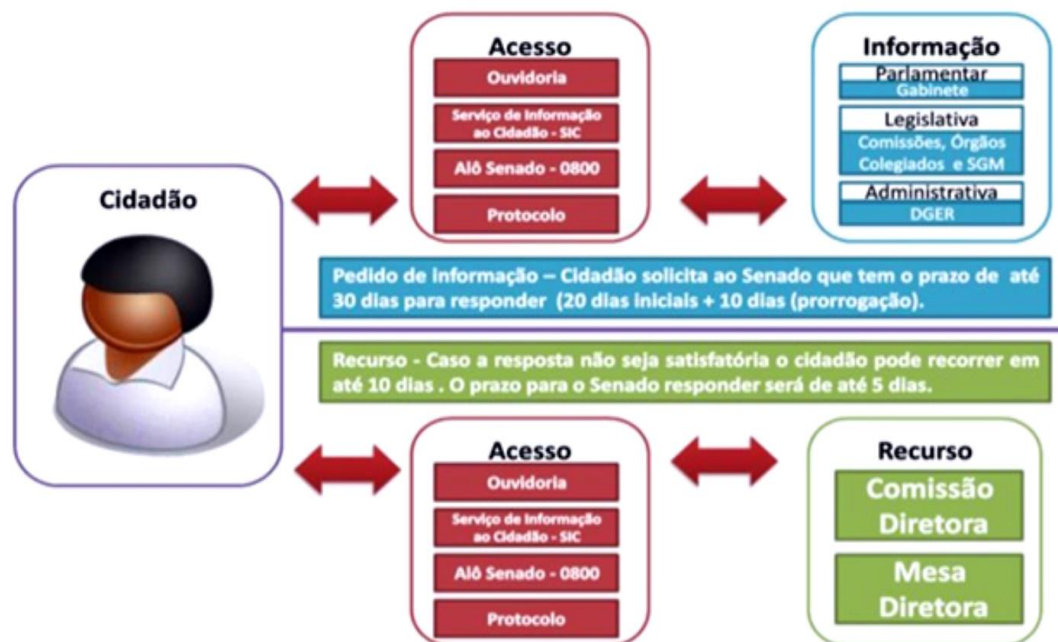 Cidadão
Acesso
Ouvidoria
Serviço de Informação
ao Cidadão - SIC
Alô Senado - 0800
Protocolo
Informação
Parlamentar
Gabinete
Legislativa
Comissões, Órgãos
Colegiados e SGM
Administrativa
DGER
Pedido de informação – Cidadão solicita ao Senado que tem o prazo de até
30 dias para responder (20 dias iniciais + 10 dias (prorrogação).
Recurso - Caso a resposta não seja satisfatória o cidadão pode recorrer em
até 10 dias . O prazo para o Senado responder será de até 5 dias.
Acesso
Ouvidoria
Serviço de Informação
ao Cidadão - SIC
Alô Senado - 0800
Protocolo
Recurso
Comissão
Diretora
Mesa
Diretora